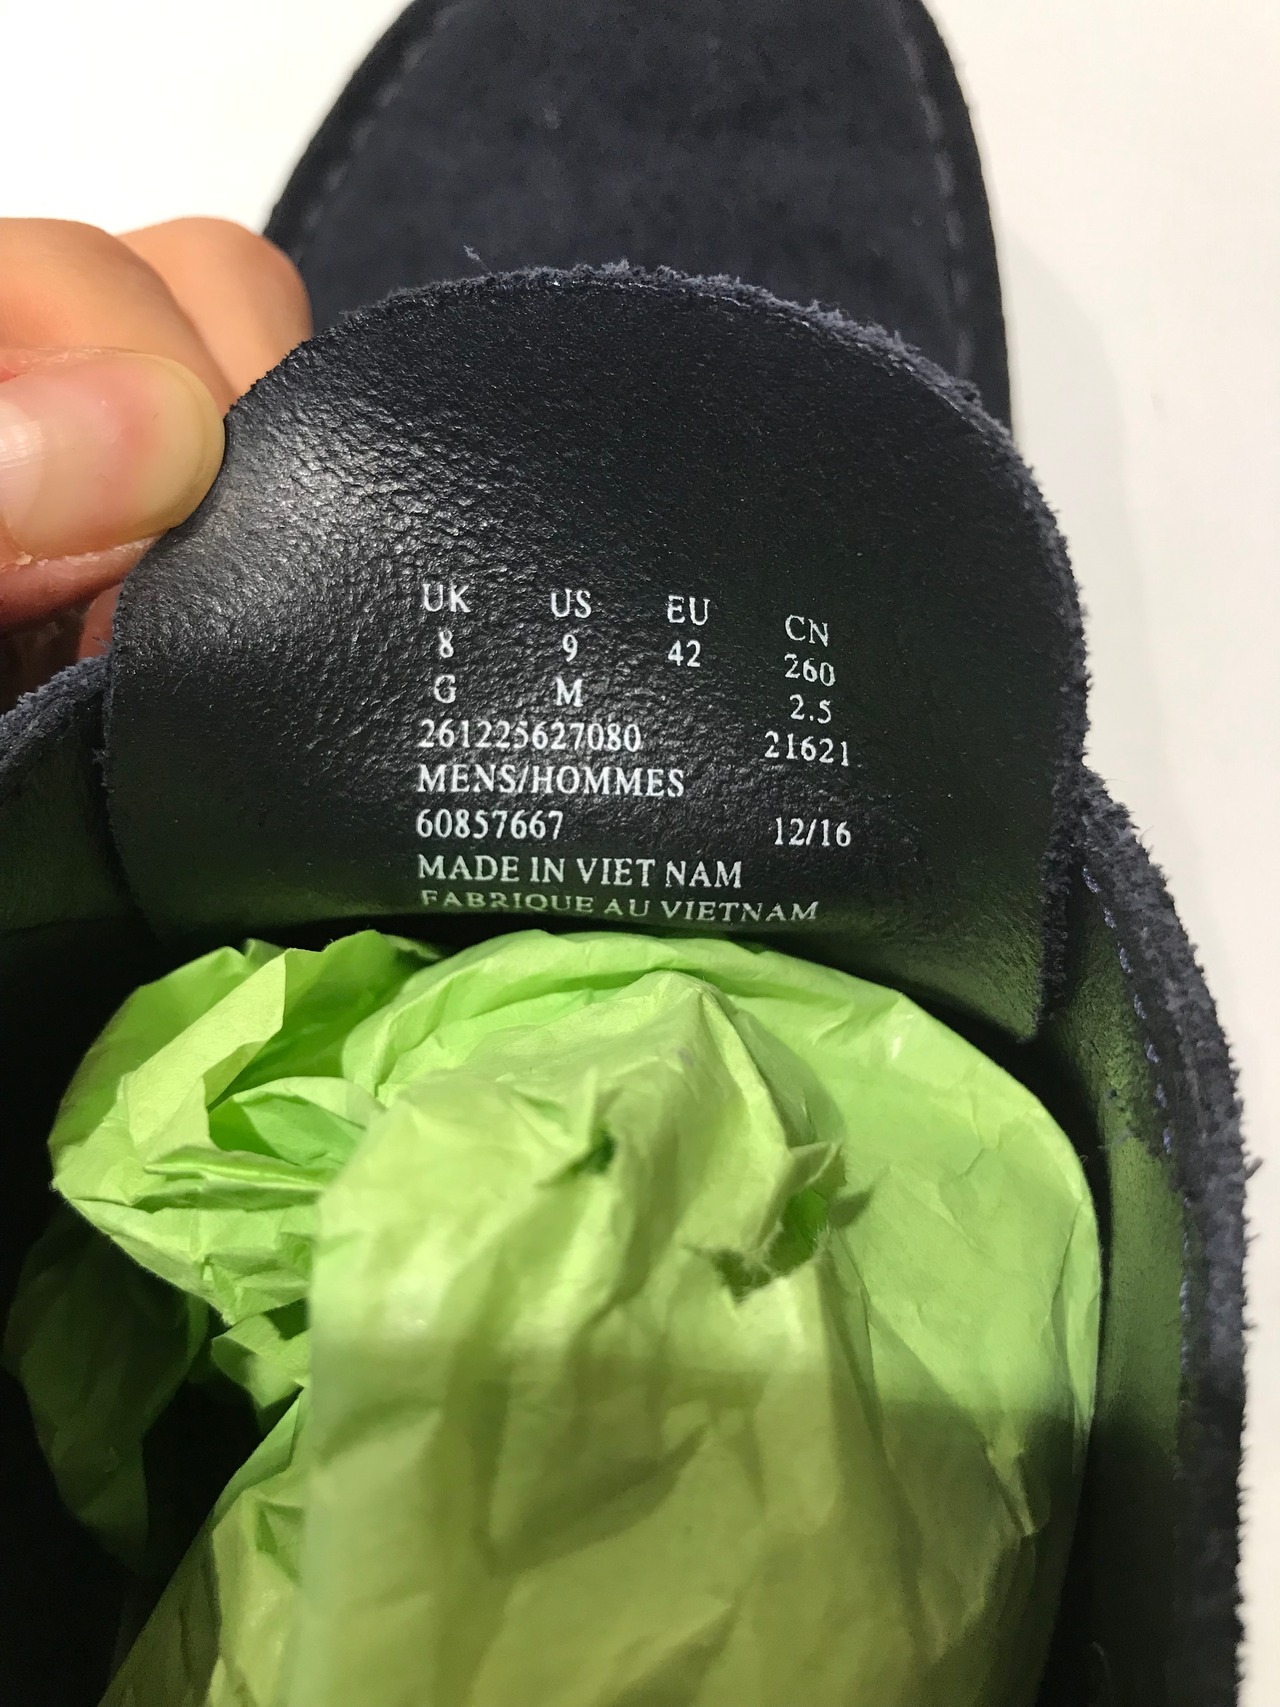 UK US EU CN
8 9 42 260
G M 2.5
261225627080 21621
MENS/HOMMES
60857667 12/16
MADE IN VIET NAM
FABRIQUE AU VIETNAM